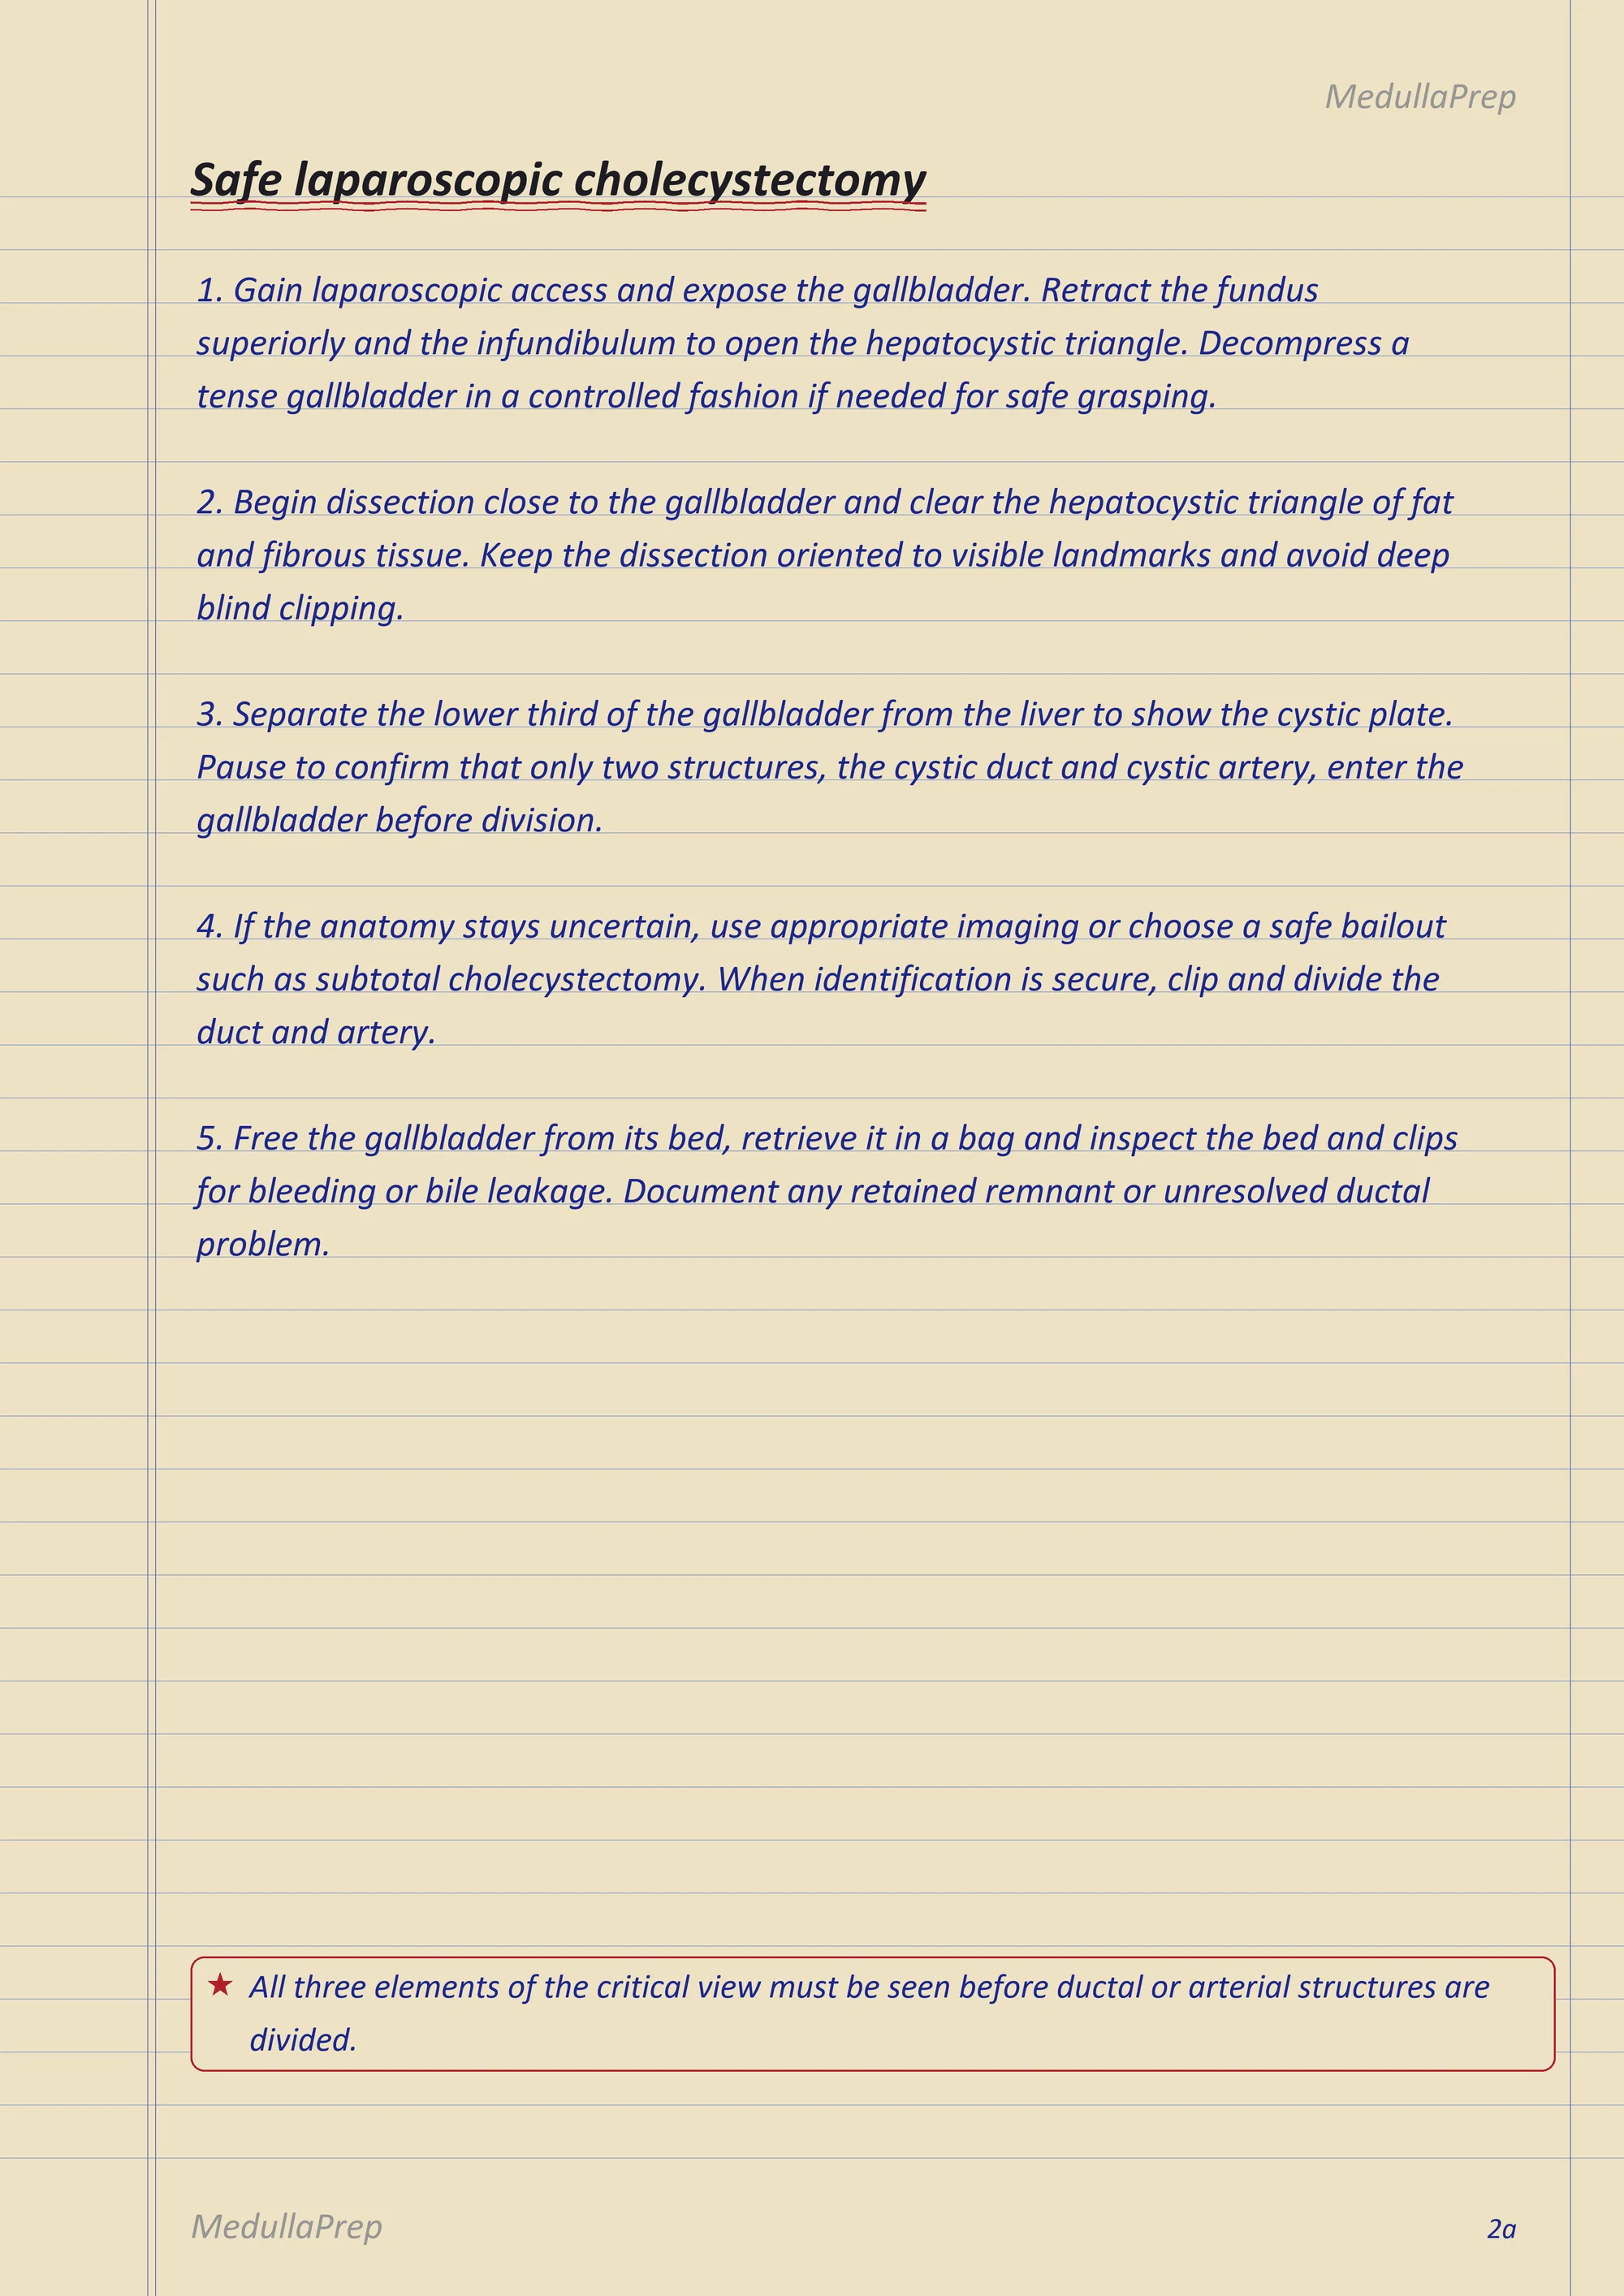 MedullaPrep
Safe laparoscopic cholecystectomy
1. Gain laparoscopic access and expose the gallbladder. Retract the fundus
superiorly and the infundibulum to open the hepatocystic triangle. Decompress a
tense gallbladder in a controlled fashion if needed for safe grasping.
2. Begin dissection close to the gallbladder and clear the hepatocystic triangle of fat
and fibrous tissue. Keep the dissection oriented to visible landmarks and avoid deep
blind clipping.
3. Separate the lower third of the gallbladder from the liver to show the cystic plate.
Pause to confirm that only two structures, the cystic duct and cystic artery, enter the
gallbladder before division.
4. If the anatomy stays uncertain, use appropriate imaging or choose a safe bailout
such as subtotal cholecystectomy. When identification is secure, clip and divide the
duct and artery.
5. Free the gallbladder from its bed, retrieve it in a bag and inspect the bed and clips
for bleeding or bile leakage. Document any retained remnant or unresolved ductal
problem.
★ All three elements of the critical view must be seen before ductal or arterial structures are
divided.
MedullaPrep
2a